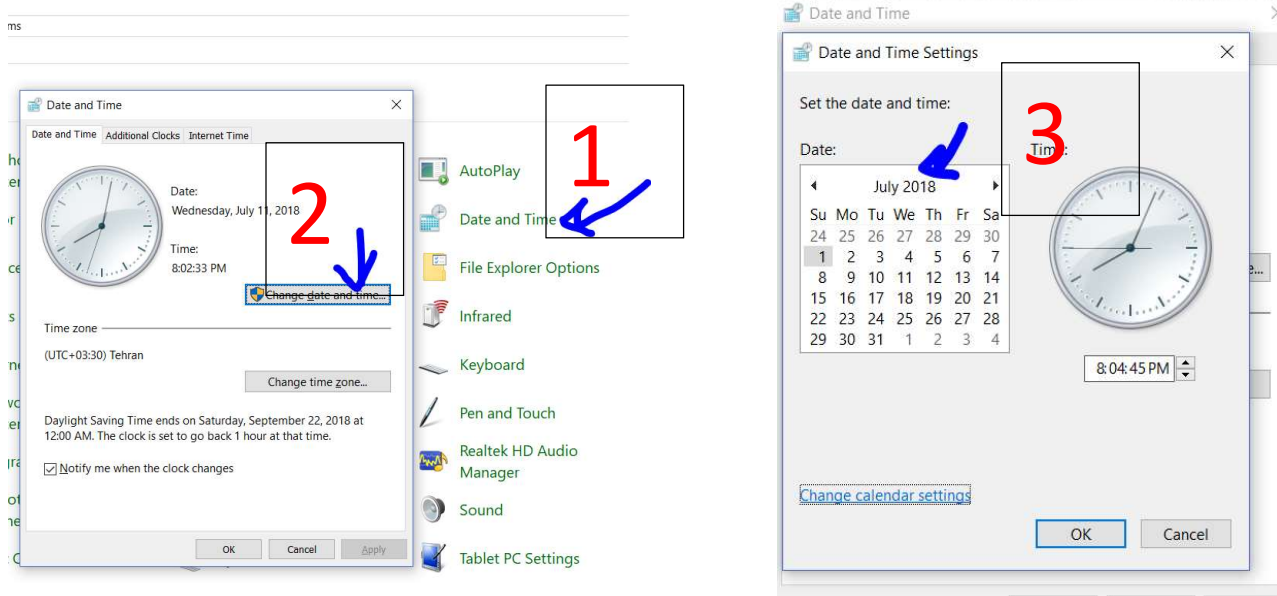 ms
Date and Time
Date and Time Additional Clocks Internet Time
Date:
Wednesday, July 11, 2018
Time:
8:02:33 PM
Change date and time...
Time zone
(UTC+03:30) Tehran
Change time zone...
Daylight Saving Time ends on Saturday, September 22, 2018 at
12:00 AM. The clock is set to go back 1 hour at that time.
Notify me when the clock changes
OK Cancel Apply
2
1
AutoPlay
Date and Time
File Explorer Options
Infrared
Keyboard
Pen and Touch
Realtek HD Audio
Manager
Sound
Tablet PC Settings
Date and Time
Date and Time Settings
Set the date and time:
3
Date: Time:
July 2018
Su Mo Tu We Th Fr Sa
24 25 26 27 28 29 30
1 2 3 4 5 6 7
8 9 10 11 12 13 14
15 16 17 18 19 20 21
22 23 24 25 26 27 28
29 30 31 1 2 3 4
8:04:45 PM
Change calendar settings
OK Cancel